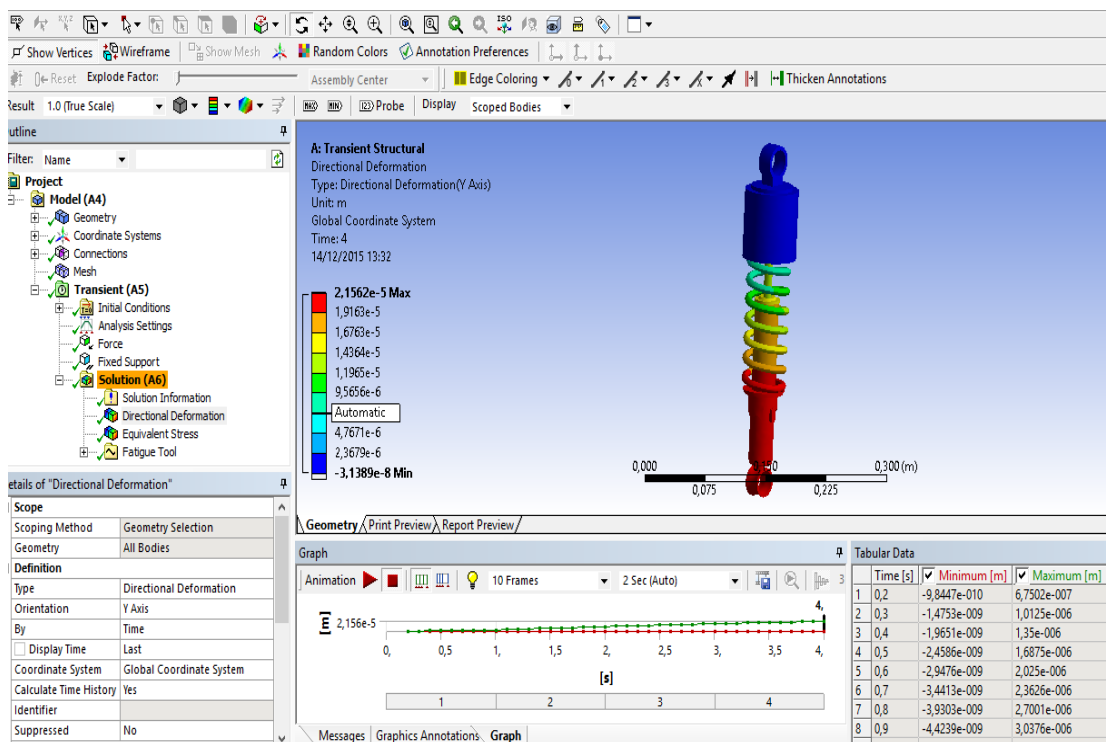 Show Vertices Wireframe Show Mesh Random Colors Annotation Preferences
Reset Explode Factor: Assembly Center Edge Coloring Thicken Annotations
Result 1.0 (True Scale) MAX MIN 123 Probe Display Scoped Bodies
Outline
Filter: Name
Project
Model (A4)
Geometry
Coordinate Systems
Connections
Mesh
Transient (A5)
Initial Conditions
Analysis Settings
Force
Fixed Support
Solution (A6)
Solution Information
Directional Deformation
Equivalent Stress
Fatigue Tool
A: Transient Structural
Directional Deformation
Type: Directional Deformation(Y Axis)
Unit: m
Global Coordinate System
Time: 4
14/12/2015 13:32
2,1562e-5 Max
1,9163e-5
1,6763e-5
1,4364e-5
1,1965e-5
9,5656e-6
Automatic
4,7671e-6
2,3679e-6
-3,1389e-8 Min
0,000 0,150 0,300 (m)
0,075 0,225
Geometry Print Preview Report Preview
etails of "Directional Deformation"
Scope
Scoping Method Geometry Selection
Geometry All Bodies
Definition
Type Directional Deformation
Orientation Y Axis
By Time
Display Time Last
Coordinate System Global Coordinate System
Calculate Time History Yes
Identifier
Suppressed No
Graph
Animation 10 Frames 2 Sec (Auto) 3
4,
[m] 2,156e-5
0, 0,5 1, 1,5 2, 2,5 3, 3,5 4,
[s]
1 2 3 4
Messages Graphics Annotations Graph
Tabular Data
Time [s] Minimum [m] Maximum [m]
1 0,2 -9,8447e-010 6,7502e-007
2 0,3 -1,4753e-009 1,0125e-006
3 0,4 -1,9651e-009 1,35e-006
4 0,5 -2,4586e-009 1,6875e-006
5 0,6 -2,9476e-009 2,025e-006
6 0,7 -3,4413e-009 2,3626e-006
7 0,8 -3,9303e-009 2,7001e-006
8 0,9 -4,4239e-009 3,0376e-006